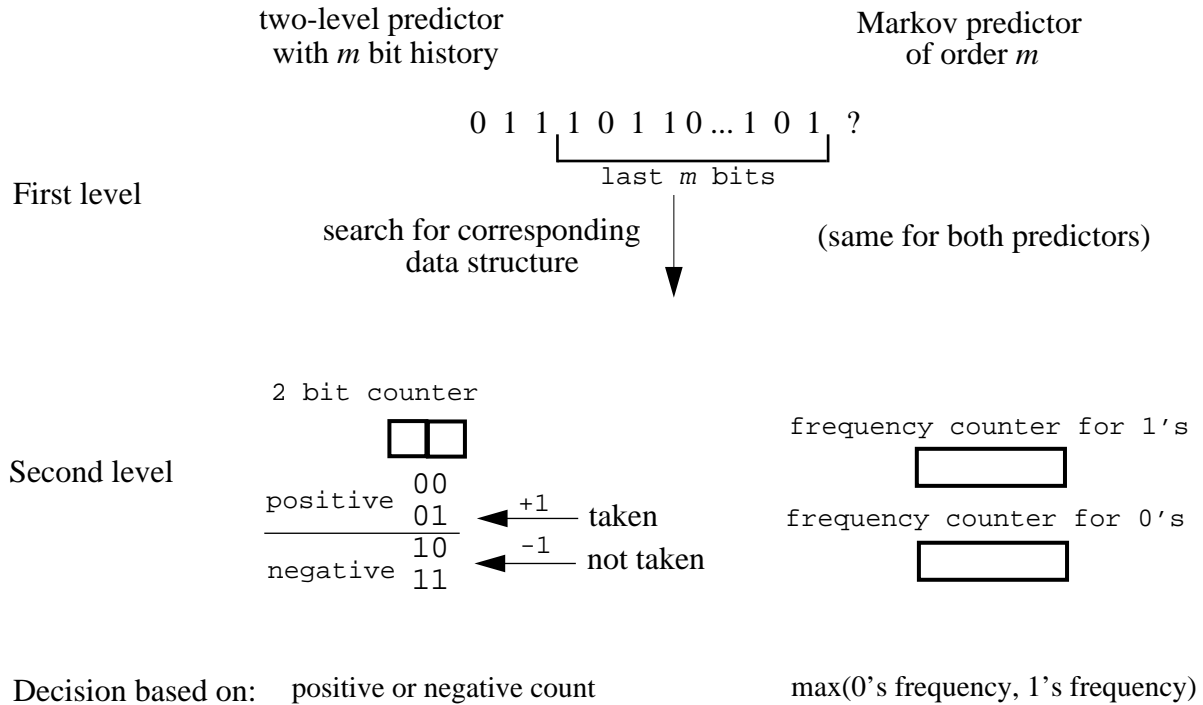 two-level predictor
with m bit history
Markov predictor
of order m
0 1 1 1 0 1 1 0 ... 1 0 1 ?
last m bits
First level
search for corresponding
data structure
(same for both predictors)
2 bit counter
frequency counter for 1's
Second level
positive
00
01
+1
taken
frequency counter for 0's
negative
10
11
-1
not taken
Decision based on:
positive or negative count
max(0's frequency, 1's frequency)